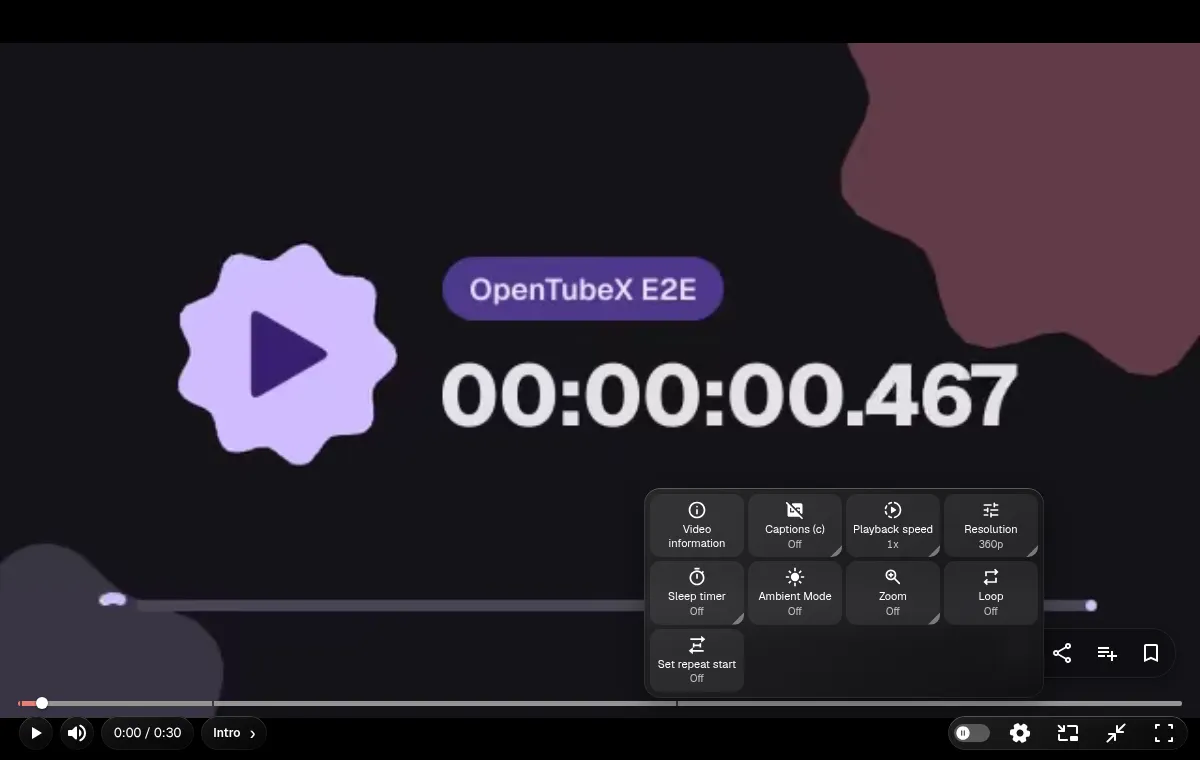 OpenTubeX E2E
00:00:00.467
Video
information
Captions (c)
Off
Playback speed
1x
Resolution
360p
Sleep timer
Off
Ambient Mode
Off
Zoom
Off
Loop
Off
Set repeat start
Off
0:00 / 0:30
Intro